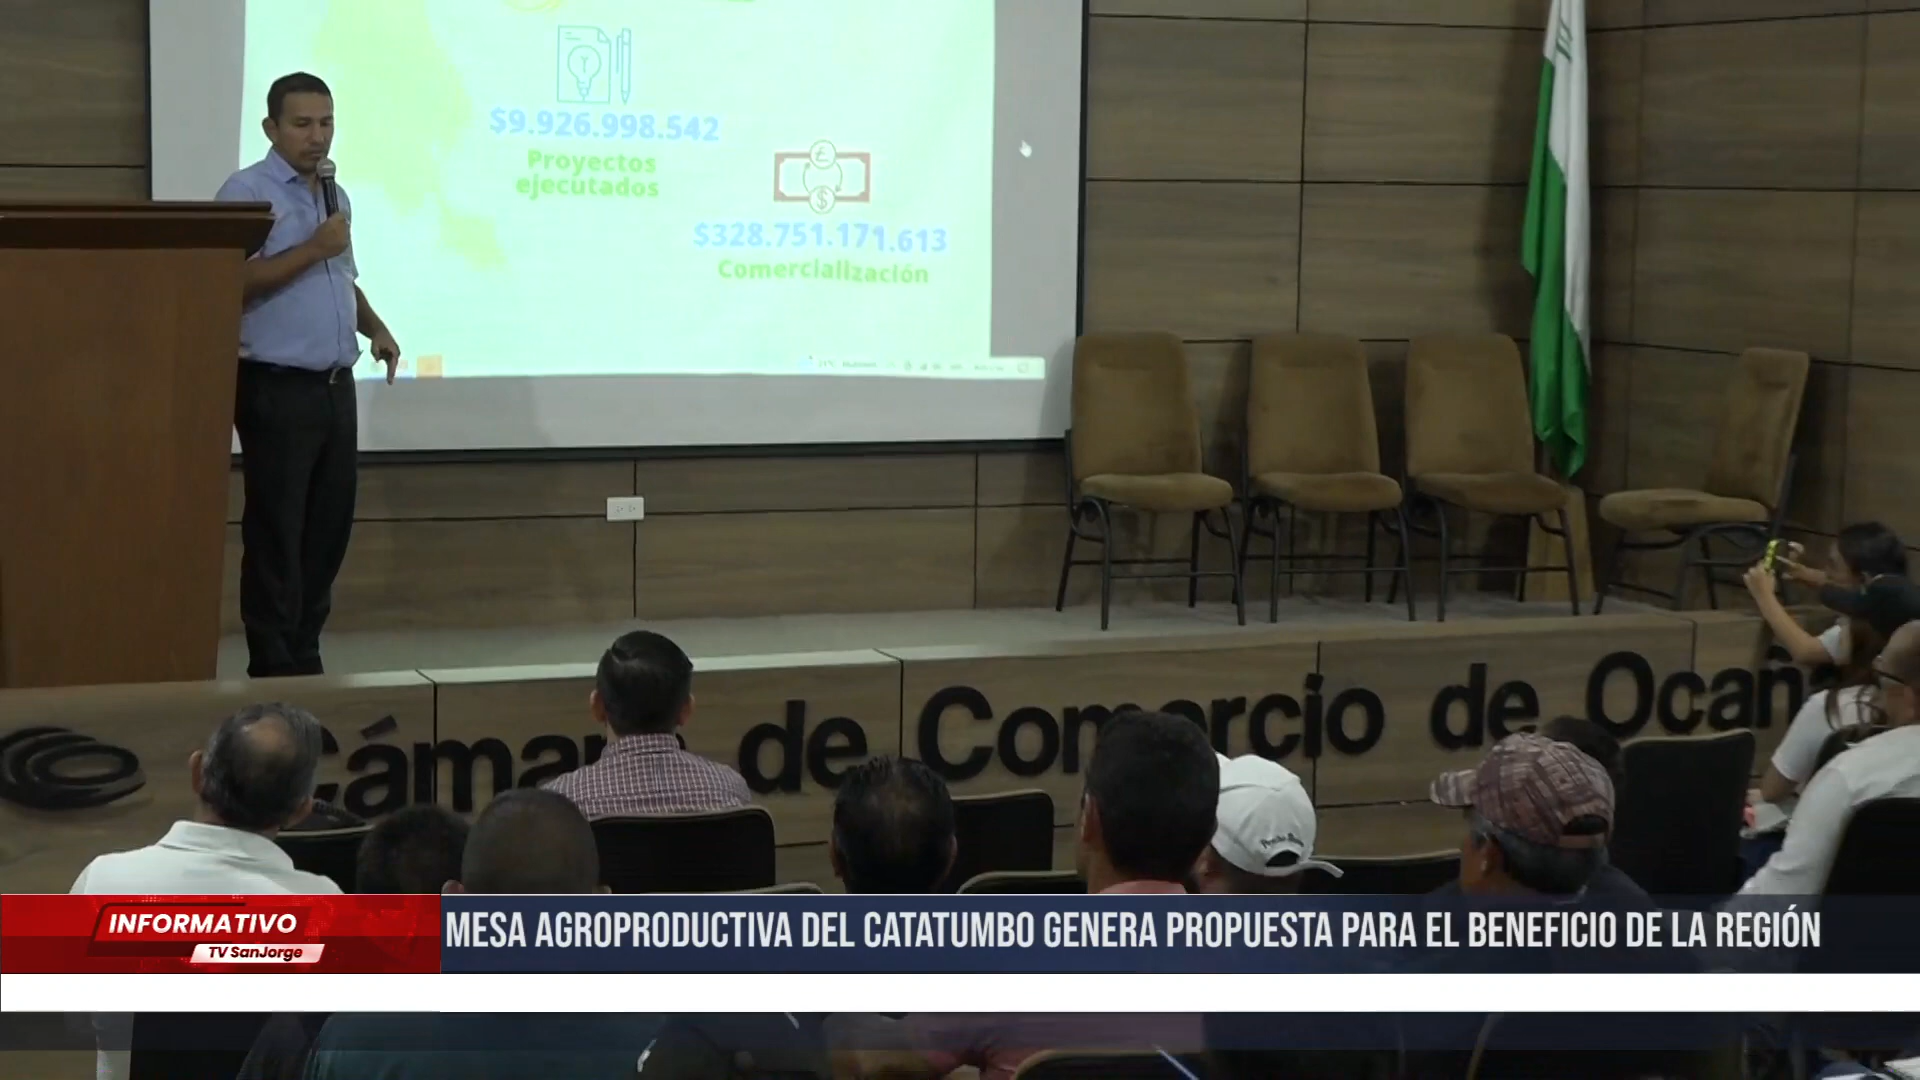 $9.926.998.542
Proyectos
ejecutados
$328.751.171.613
Comercialización
Cámara de Comercio de Ocaña
INFORMATIVO
TV SanJorge
MESA AGROPRODUCTIVA DEL CATATUMBO GENERA PROPUESTA PARA EL BENEFICIO DE LA REGIÓN